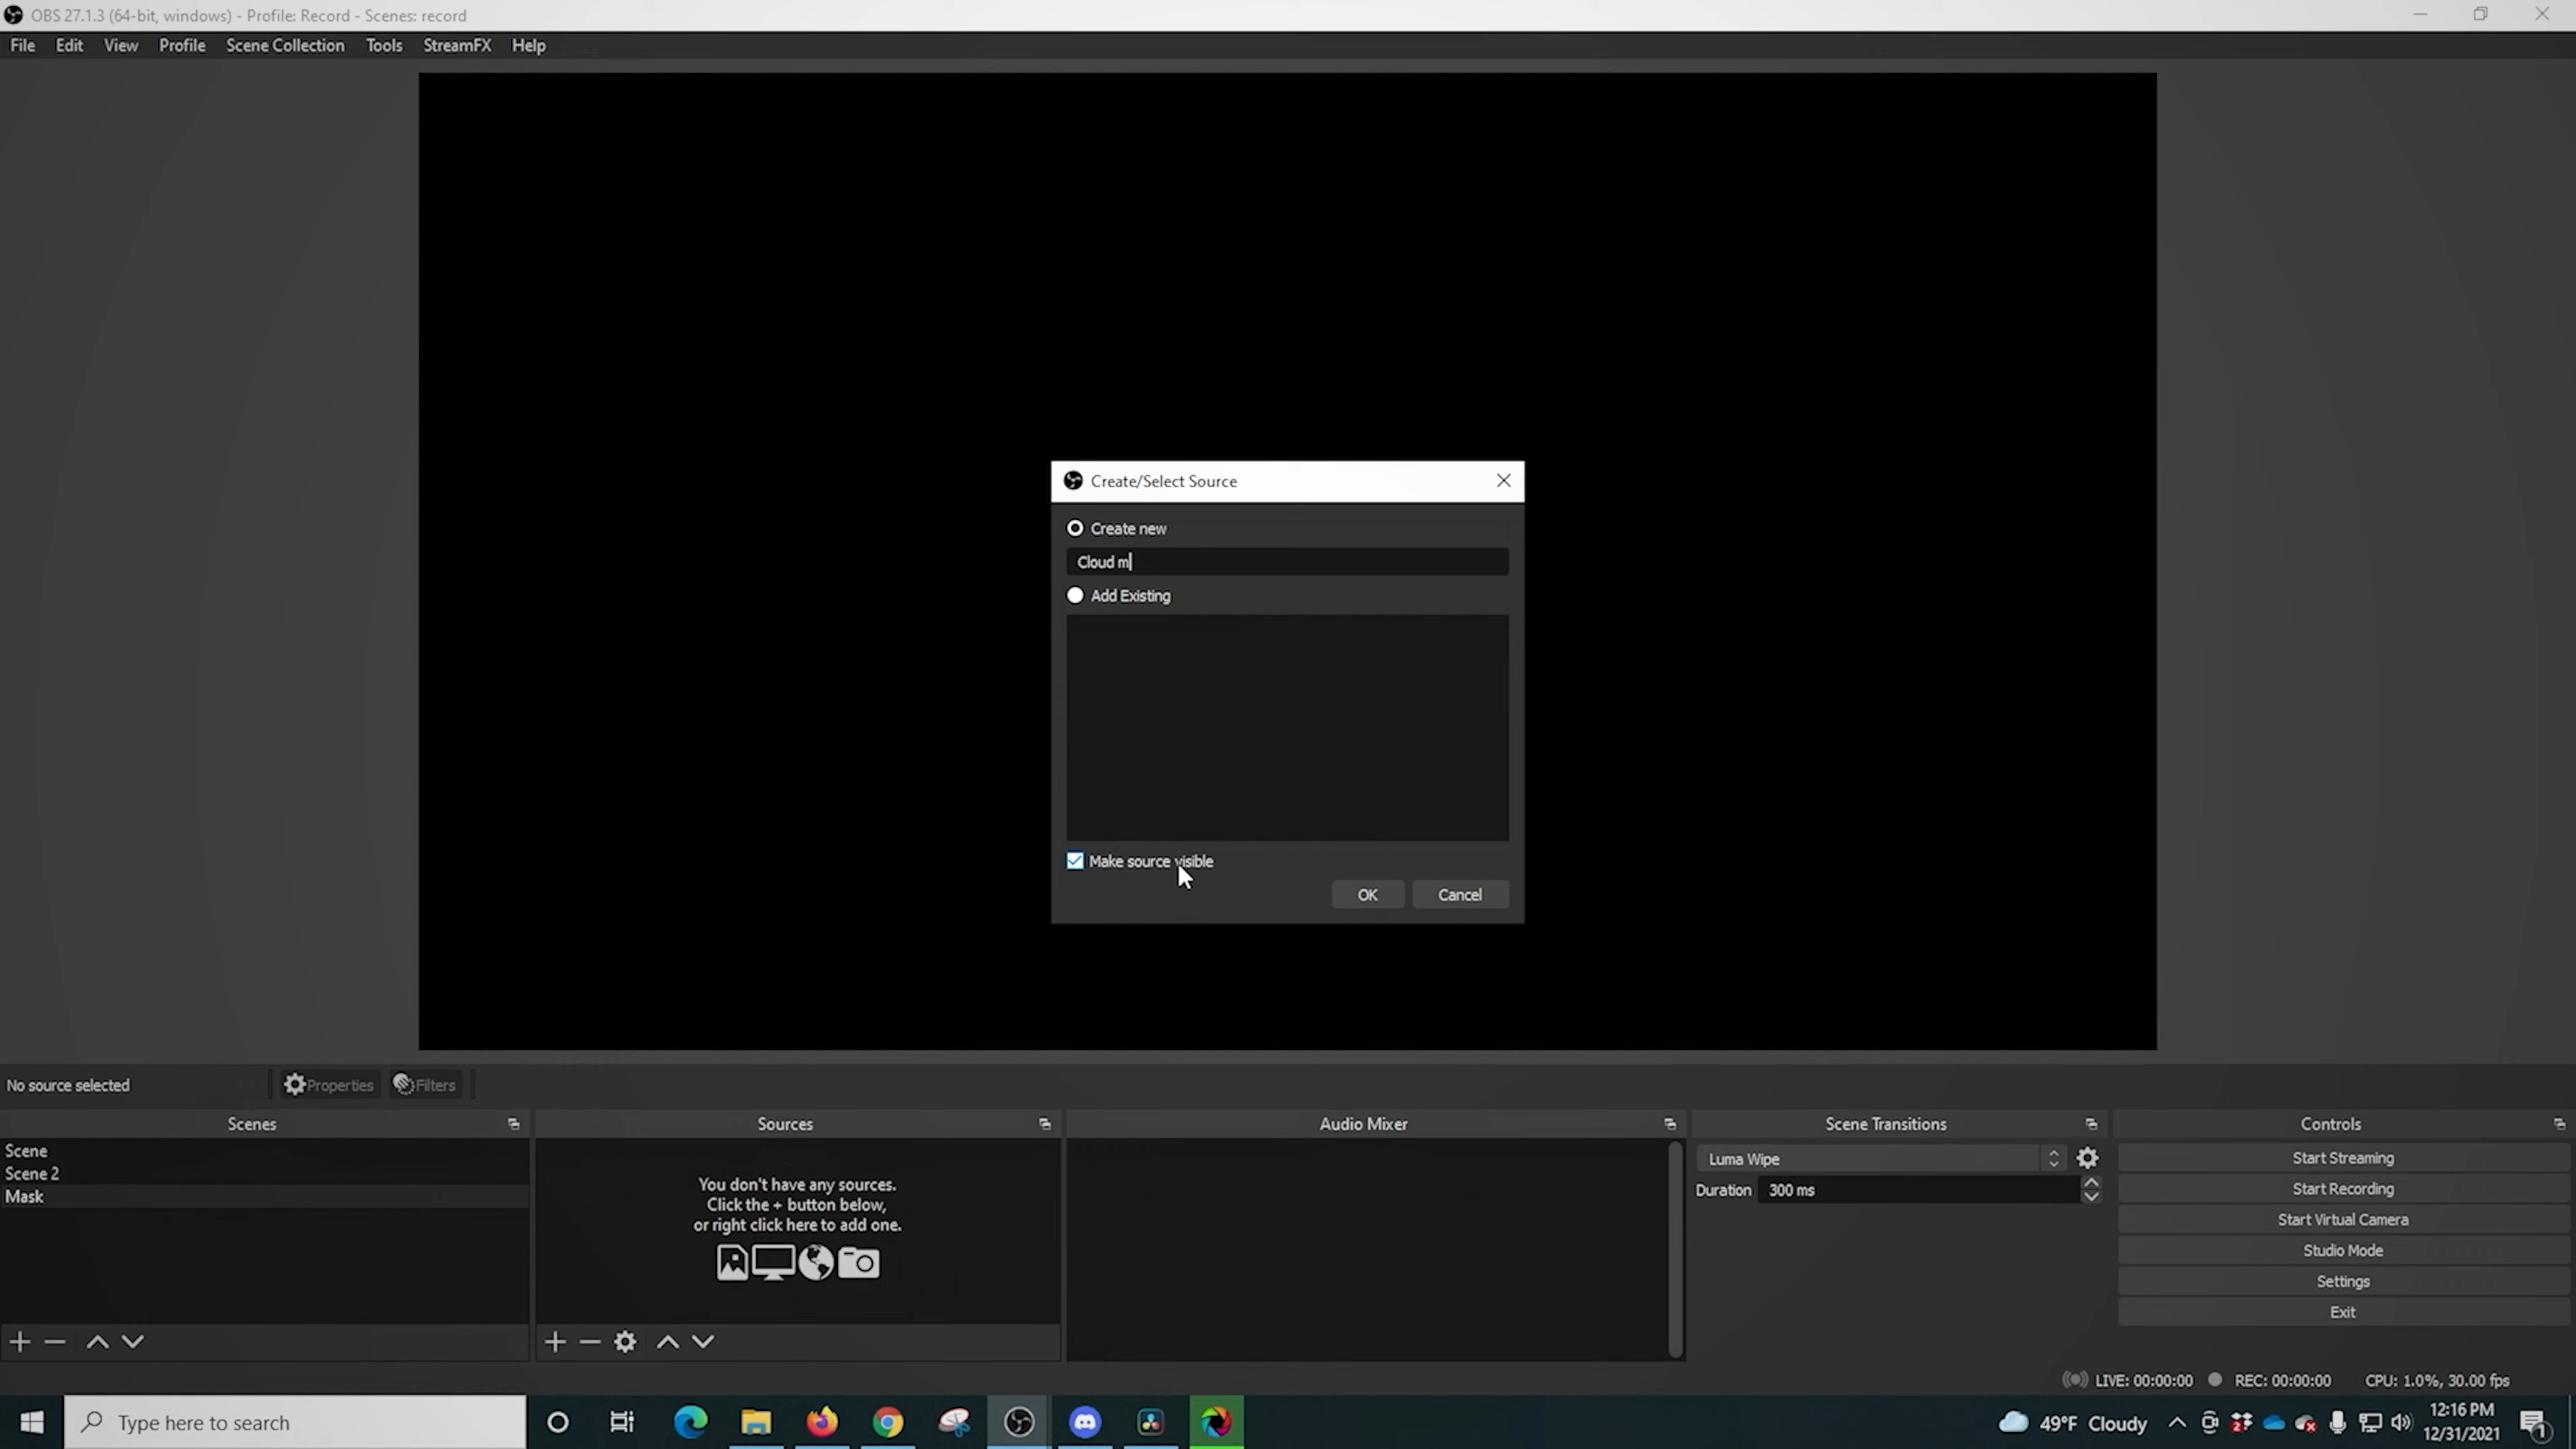 OBS 27.1.3 (64-bit, windows) - Profile: Record - Scenes: record
File Edit View Profile Scene Collection Tools StreamFX Help
Create/Select Source
Create new
Cloud m
Add Existing
Make source visible
OK Cancel
No source selected Properties Filters
Scenes
Scene
Scene 2
Mask
Sources
You don't have any sources.
Click the + button below,
or right click here to add one.
Audio Mixer
Scene Transitions
Luma Wipe
Duration 300 ms
Controls
Start Streaming
Start Recording
Start Virtual Camera
Studio Mode
Settings
Exit
LIVE: 00:00:00 REC: 00:00:00 CPU: 1.0%, 30.00 fps
Type here to search
49°F Cloudy
2
12:16 PM
12/31/2021
1